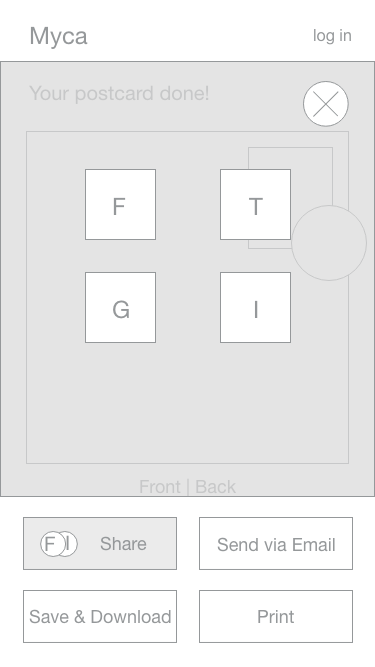 Myca
log in
Your postcard done!
F
T
G
I
Front | Back
F I Share
Send via Email
Save & Download
Print